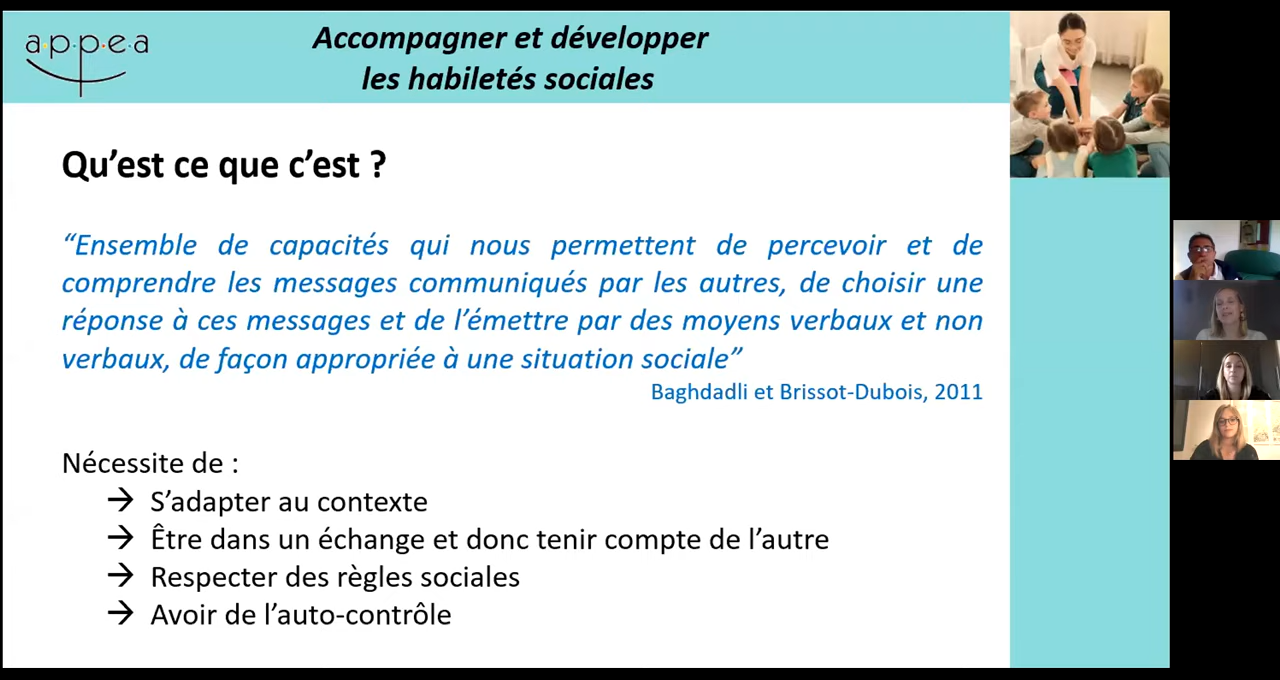 a·p·p·e·a
Accompagner et développer
les habiletés sociales
Qu’est ce que c’est ?
“Ensemble de capacités qui nous permettent de percevoir et de
comprendre les messages communiqués par les autres, de choisir une
réponse à ces messages et de l’émettre par des moyens verbaux et non
verbaux, de façon appropriée à une situation sociale”
Baghdadli et Brissot-Dubois, 2011
Nécessite de :
→ S’adapter au contexte
→ Être dans un échange et donc tenir compte de l’autre
→ Respecter des règles sociales
→ Avoir de l’auto-contrôle